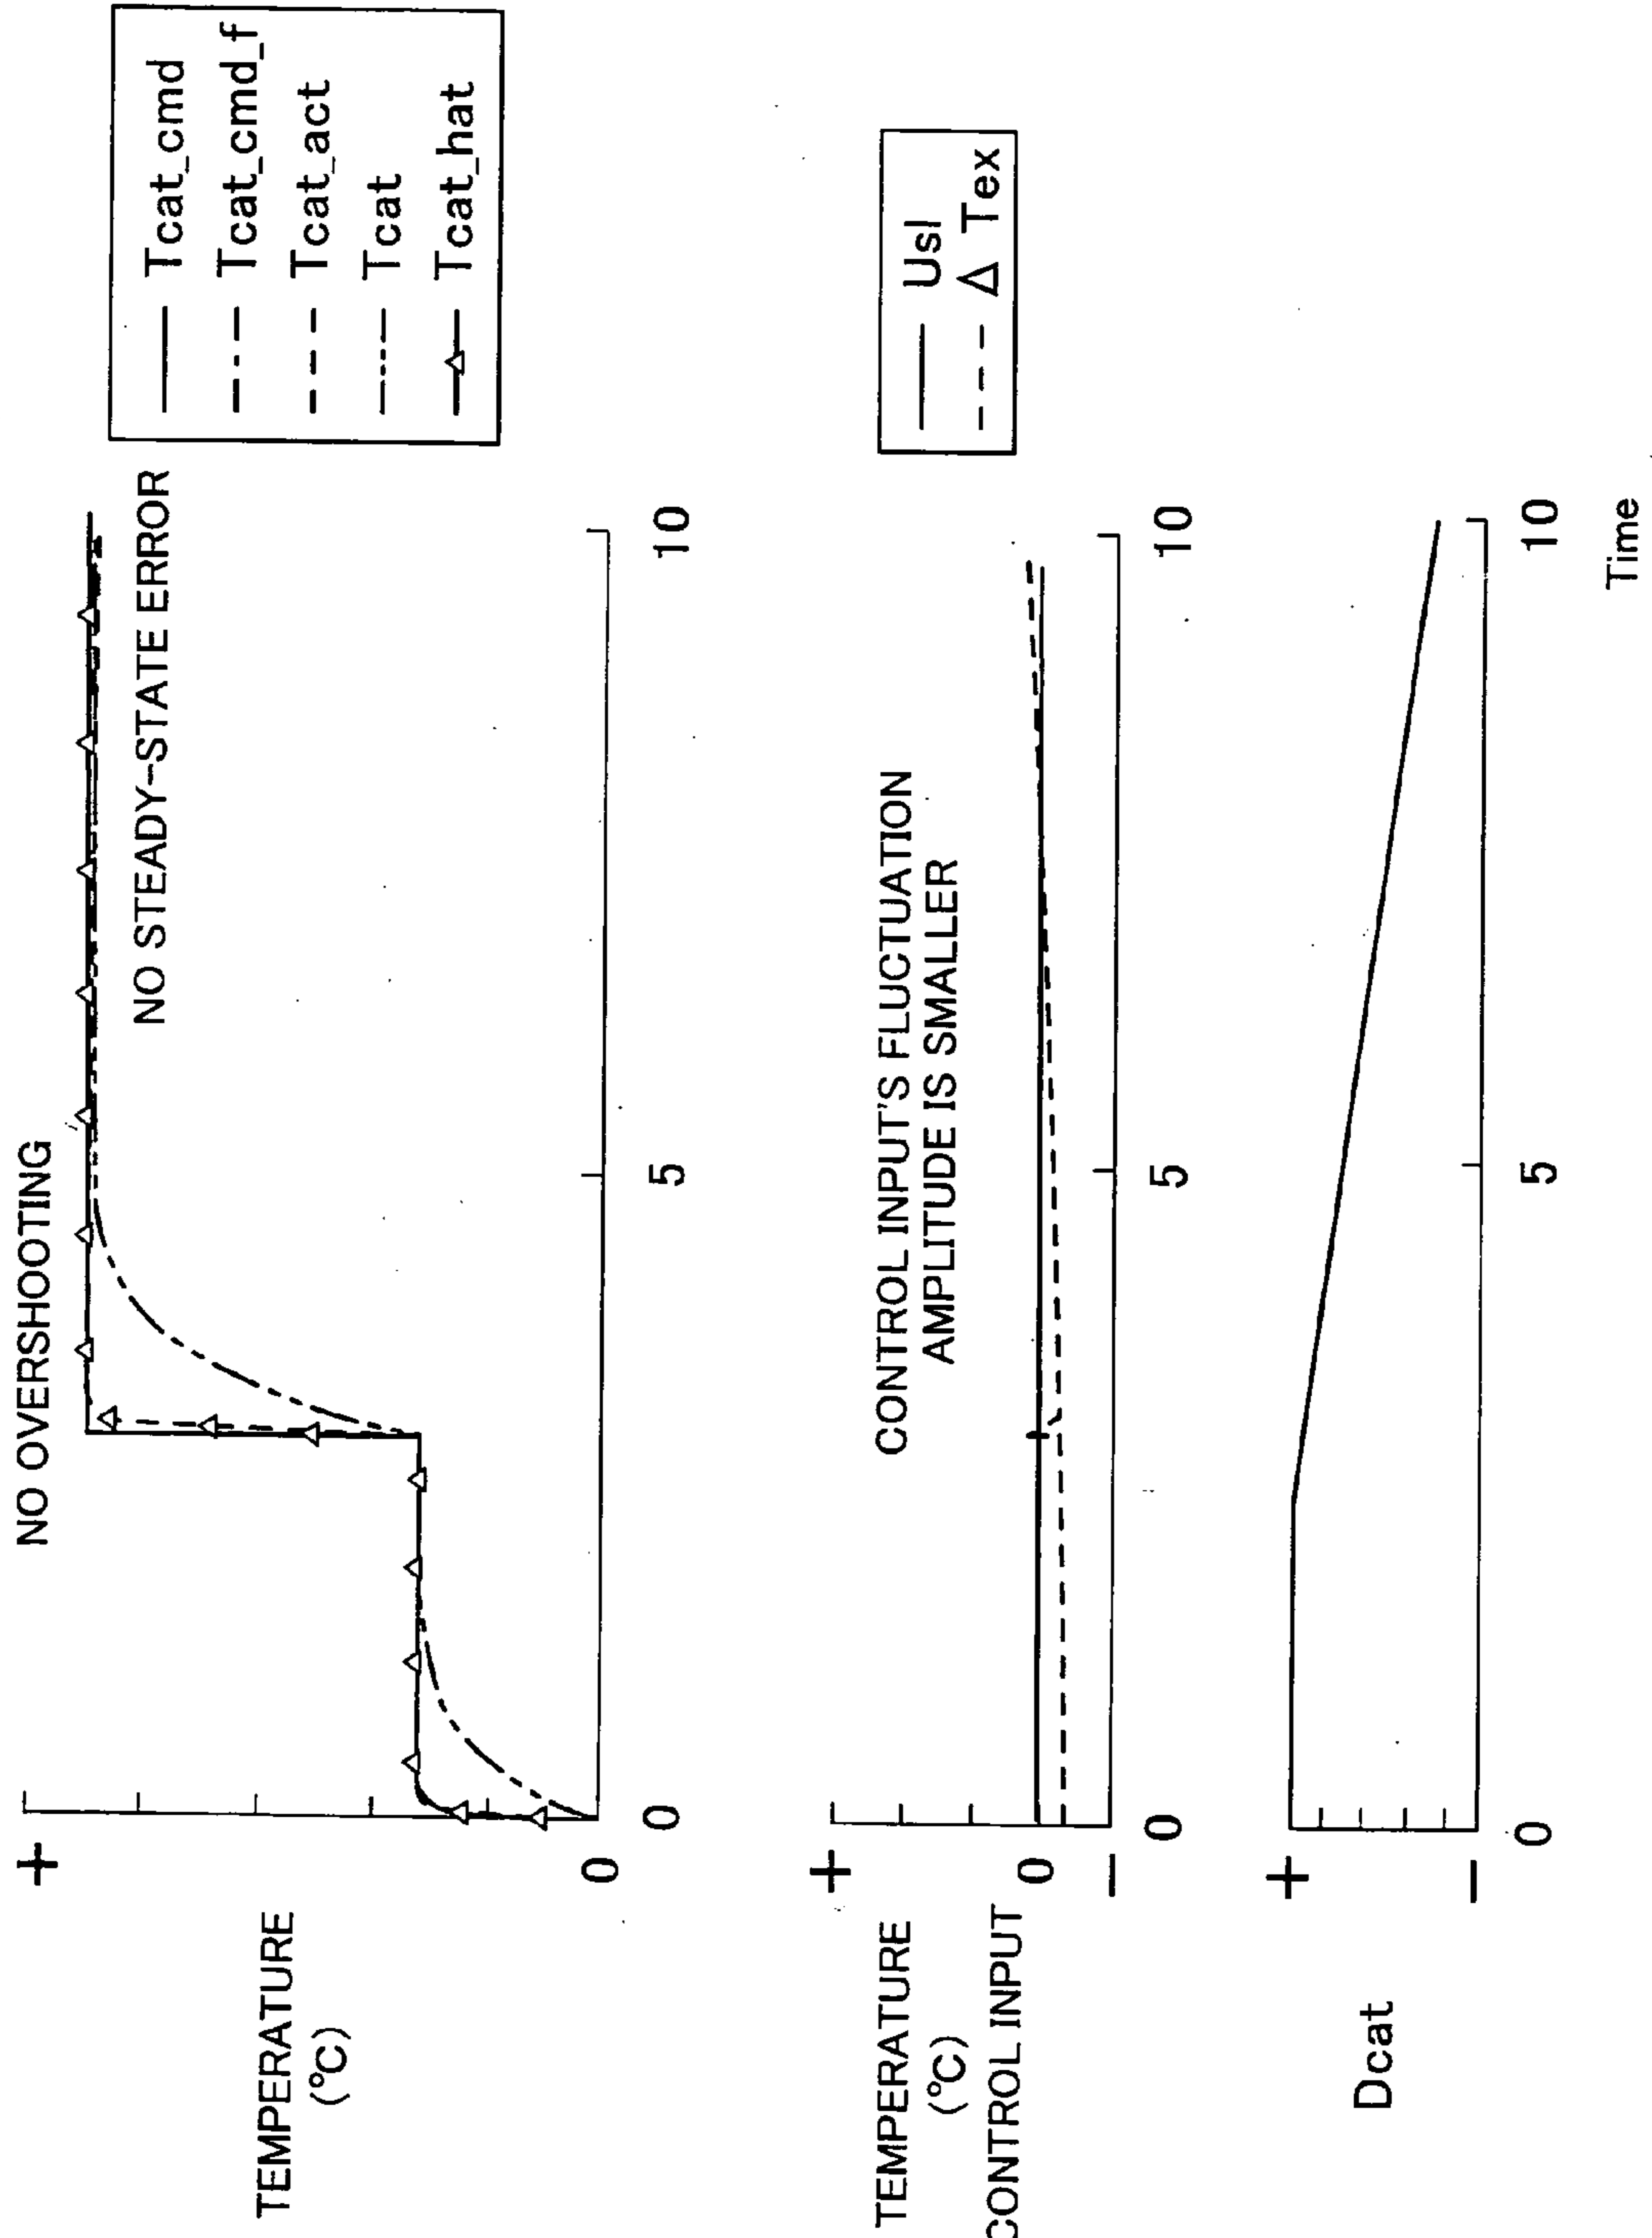 NO OVERSHOOTING
+
TEMPERATURE
(°C)
0
0
5
10
NO STEADY-STATE ERROR
Tcat_cmd
Tcat_cmd_f
Tcat_act
Tcat
Tcat_hat
CONTROL INPUT'S FLUCTUATION
AMPLITUDE IS SMALLER
+
TEMPERATURE
(°C)
CONTROL INPUT
0
−
0
5
10
Usl
Δ Tex
+
Dcat
−
0
5
10
Time